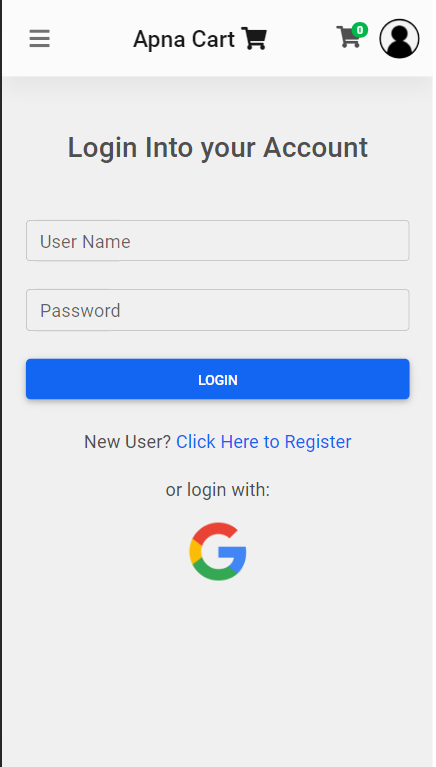 Apna Cart
0
Login Into your Account
User Name
Password
LOGIN
New User? Click Here to Register
or login with:
G